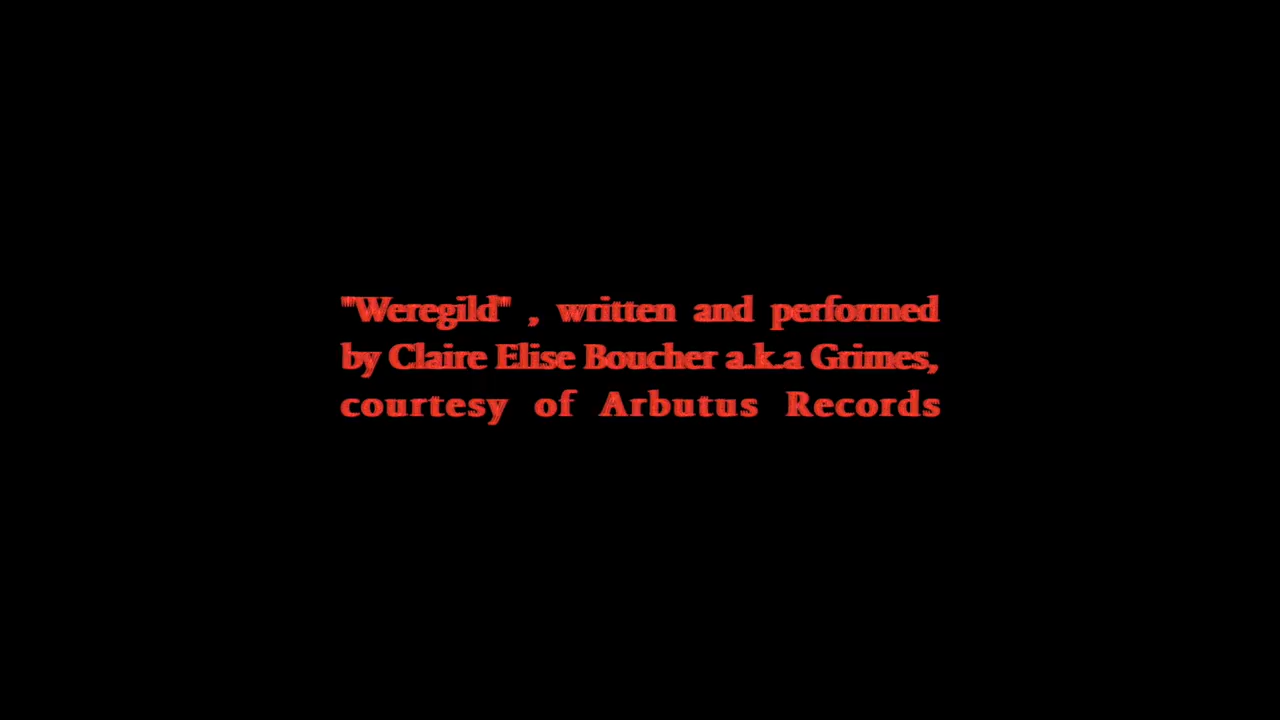 "Weregild" , written and performed
by Claire Elise Boucher a.k.a Grimes,
courtesy of Arbutus Records